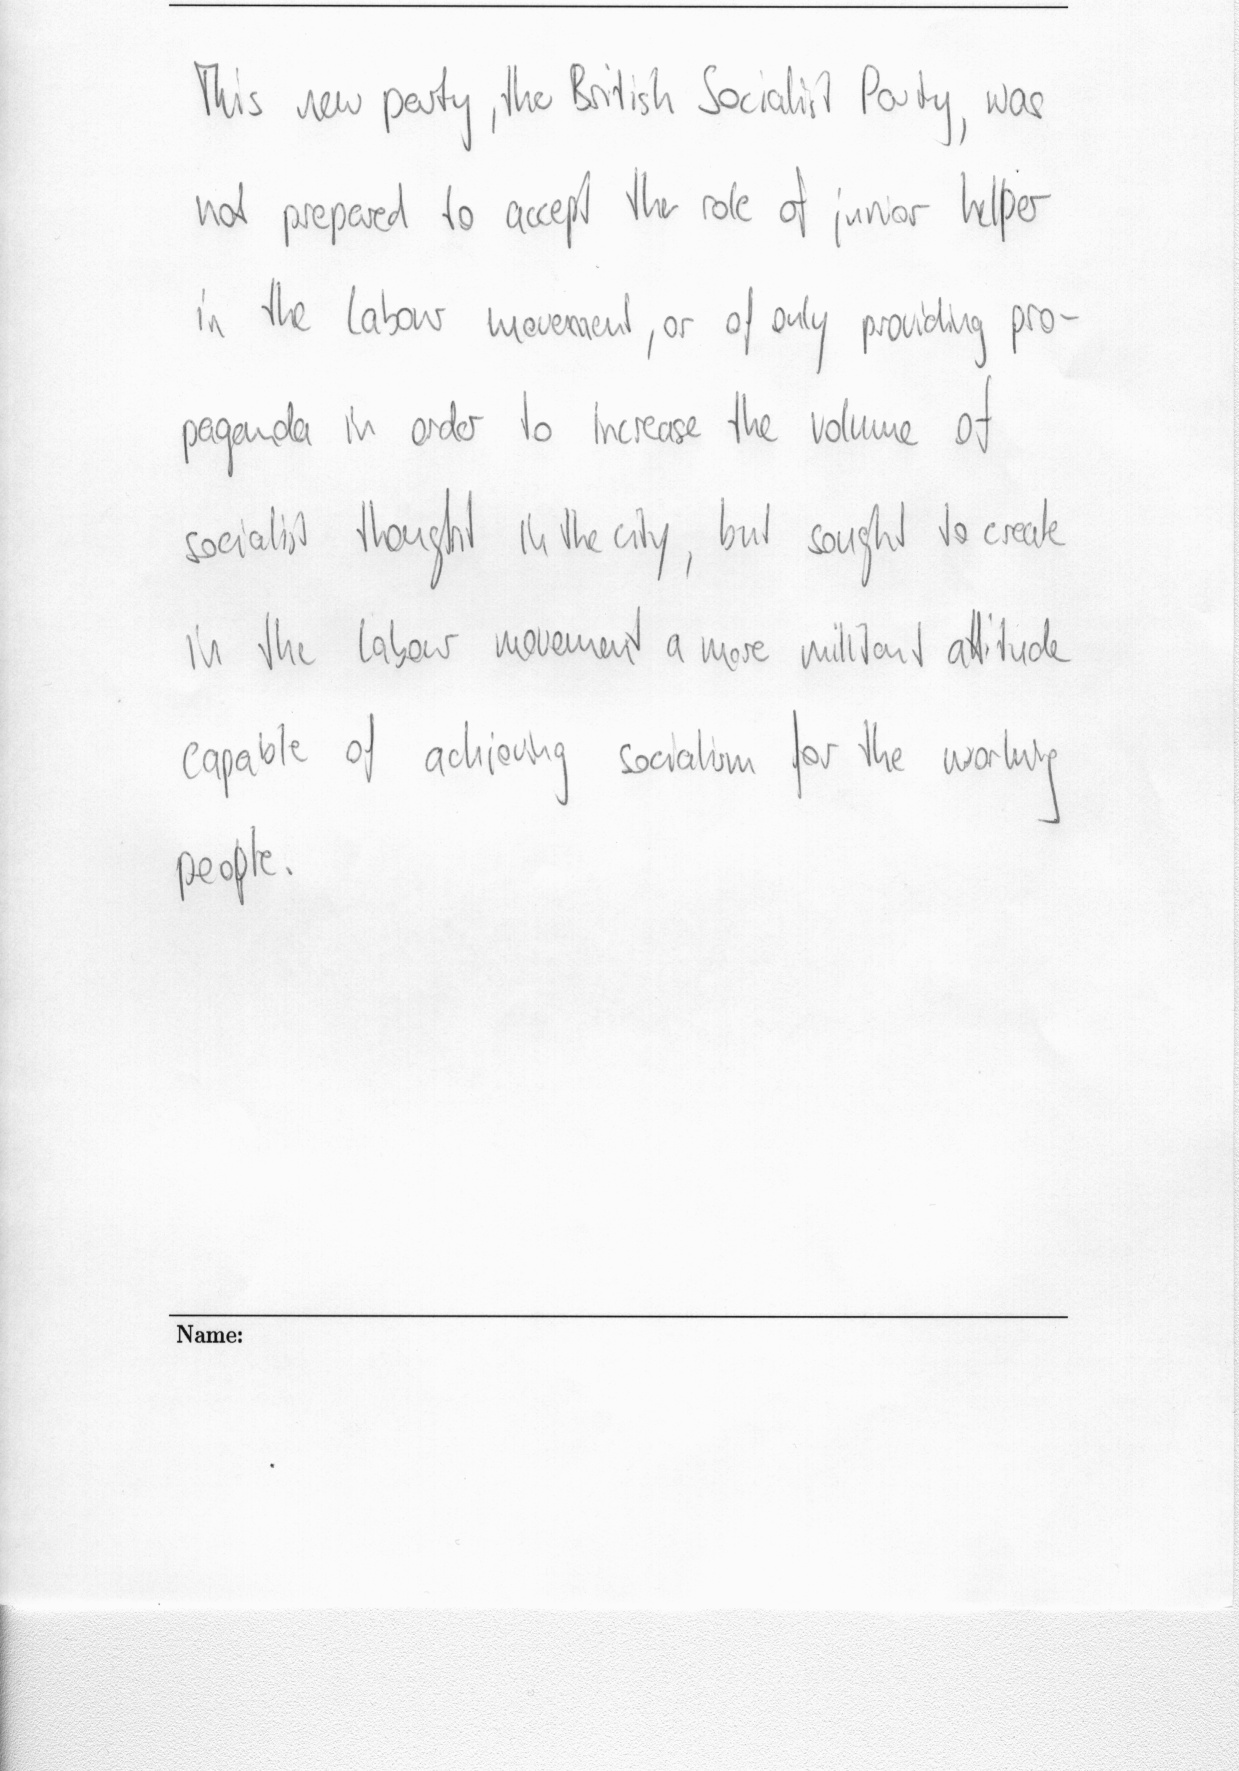 This new party, the British Socialist Party, was
not prepared to accept the role of junior helper
in the Labour movement, or of only providing pro-
paganda in order to increase the volume of
socialist thought in the city, but sought to create
in the Labour movement a more militant attitude
capable of achieving socialism for the working
people.
Name: